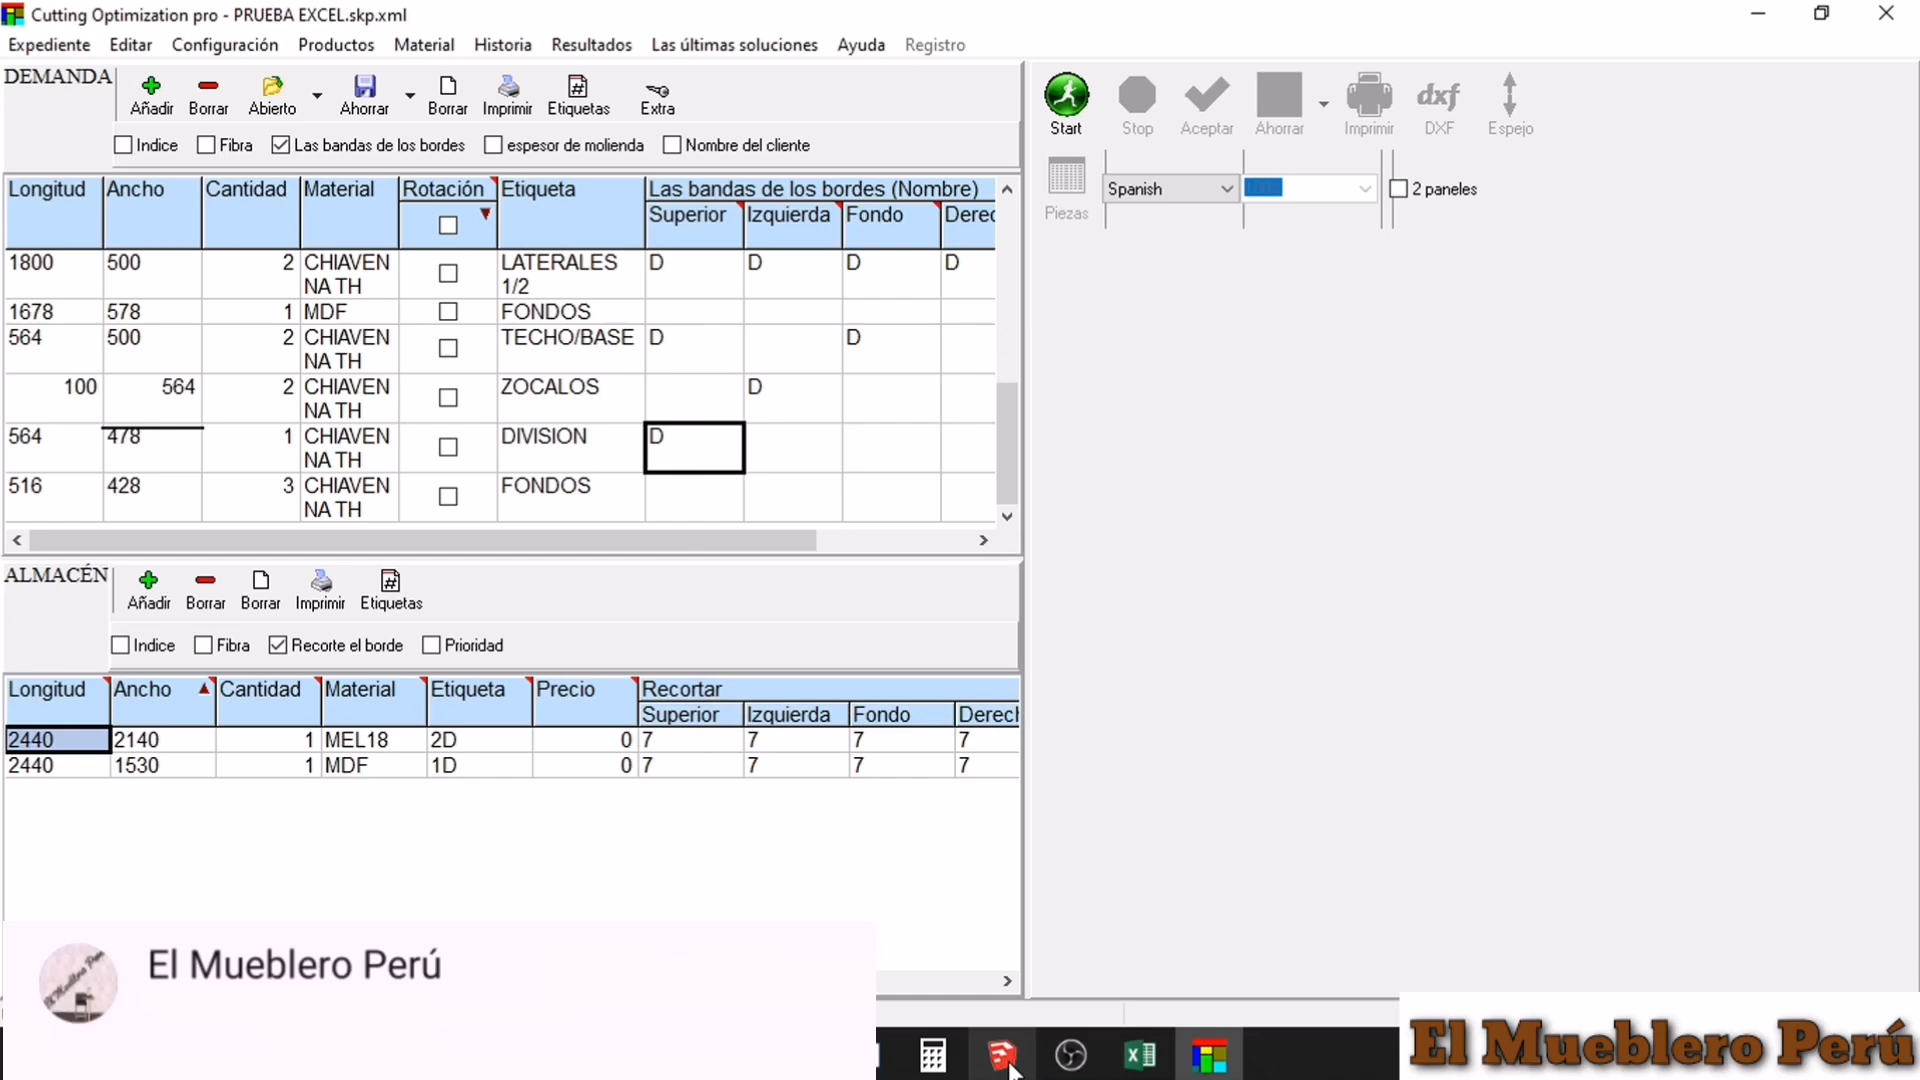 Cutting Optimization pro - PRUEBA EXCEL.skp.xml
Expediente Editar Configuración Productos Material Historia Resultados Las últimas soluciones Ayuda Registro
DEMANDA
Añadir Borrar Abierto Ahorrar Borrar Imprimir Etiquetas Extra
Indice Fibra Las bandas de los bordes espesor de molienda Nombre del cliente
Longitud Ancho Cantidad Material Rotación Etiqueta Las bandas de los bordes (Nombre)
Superior Izquierda Fondo Derec
1800 500 2 CHIAVEN LATERALES D D D D
NA TH 1/2
1678 578 1 MDF FONDOS
564 500 2 CHIAVEN TECHO/BASE D D
NA TH
100 564 2 CHIAVEN ZOCALOS D
NA TH
564 478 1 CHIAVEN DIVISION D
NA TH
516 428 3 CHIAVEN FONDOS
NA TH
ALMACÉN
Añadir Borrar Borrar Imprimir Etiquetas
Indice Fibra Recorte el borde Prioridad
Longitud Ancho Cantidad Material Etiqueta Precio Recortar
Superior Izquierda Fondo Derech
2440 2140 1 MEL18 2D 0 7 7 7 7
2440 1530 1 MDF 1D 0 7 7 7 7
Start Stop Aceptar Ahorrar Imprimir dxf DXF Espejo
Piezas Spanish 2 paneles
El Mueblero Perú
El Mueblero Perú